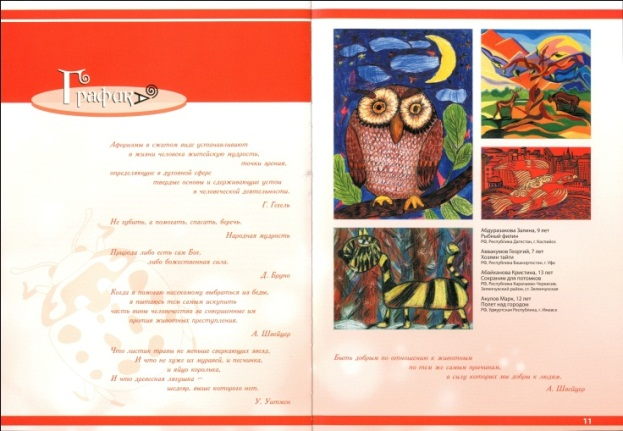 Графика
Афоризмы в сжатом виде устанавливают
в жизни человека житейскую мудрость,
точки зрения,
определяющие в духовной сфере
твердые основы и сдерживающие устои
в человеческой деятельности.
Г. Гегель
Не губить, а помогать, спасать, беречь.
Народная мудрость
Природа либо есть сам Бог,
либо божественная сила.
Д. Бруно
Когда я помогаю насекомому выбраться из беды,
я пытаюсь тем самым искупить
часть вины человечества за совершенные им
против животных преступления.
А. Швейцер
Что листик травы не меньше
И что не хуже их муравей, и песчинка,
и яйцо королька,
И что древесная лягушка —
шедевр, выше которого нет.
У. Уитмен
Абдуразакова Залина, 9 лет
Рыбный филин
РФ, Республика Дагестан, г. Каспийск
Аввакумов Георгий, 7 лет
Хозяин тайги
РФ, Республика Башкортостан, г. Уфа
Абайханова Кристина, 13 лет
Сохраним для потомков
РФ, Республика Карачаево-Черкесия,
Зеленчукский район, ст. Зеленчукская
Акулов Марк, 12 лет
Полет над городом
РФ, Удмуртская Республика, г. Ижевск
Быть добрым по отношению к животным
по тем же самым причинам,
в силу которых мы добры к людям.
А. Швейцер
11